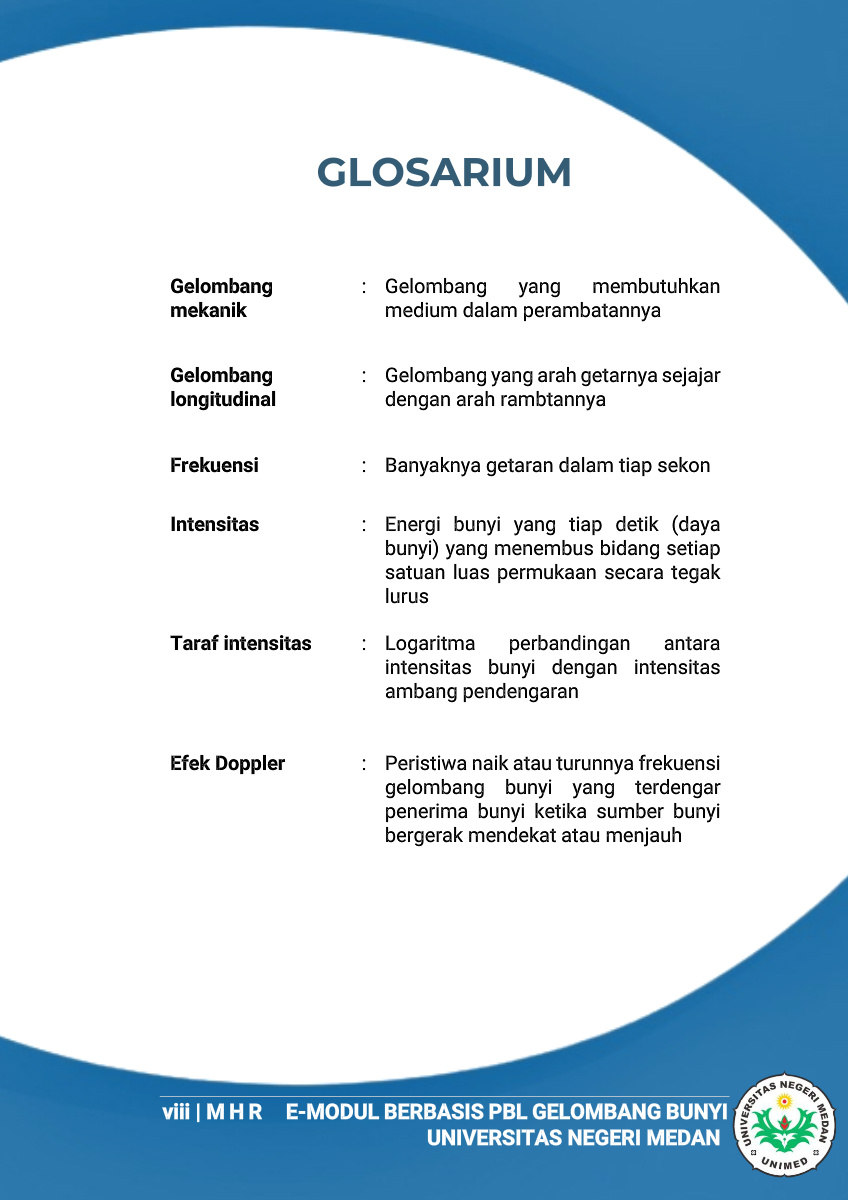 GLOSARIUM
Gelombang mekanik : Gelombang yang membutuhkan
medium dalam perambatannya
Gelombang longitudinal : Gelombang yang arah getarnya sejajar
dengan arah rambtannya
Frekuensi : Banyaknya getaran dalam tiap sekon
Intensitas : Energi bunyi yang tiap detik (daya
bunyi) yang menembus bidang setiap
satuan luas permukaan secara tegak
lurus
Taraf intensitas : Logaritma perbandingan antara
intensitas bunyi dengan intensitas
ambang pendengaran
Efek Doppler : Peristiwa naik atau turunnya frekuensi
gelombang bunyi yang terdengar
penerima bunyi ketika sumber bunyi
bergerak mendekat atau menjauh
viii | M H R E-MODUL BERBASIS PBL GELOMBANG BUNYI
UNIVERSITAS NEGERI MEDAN
UNIVERSITAS NEGERI MEDAN
UNIMED